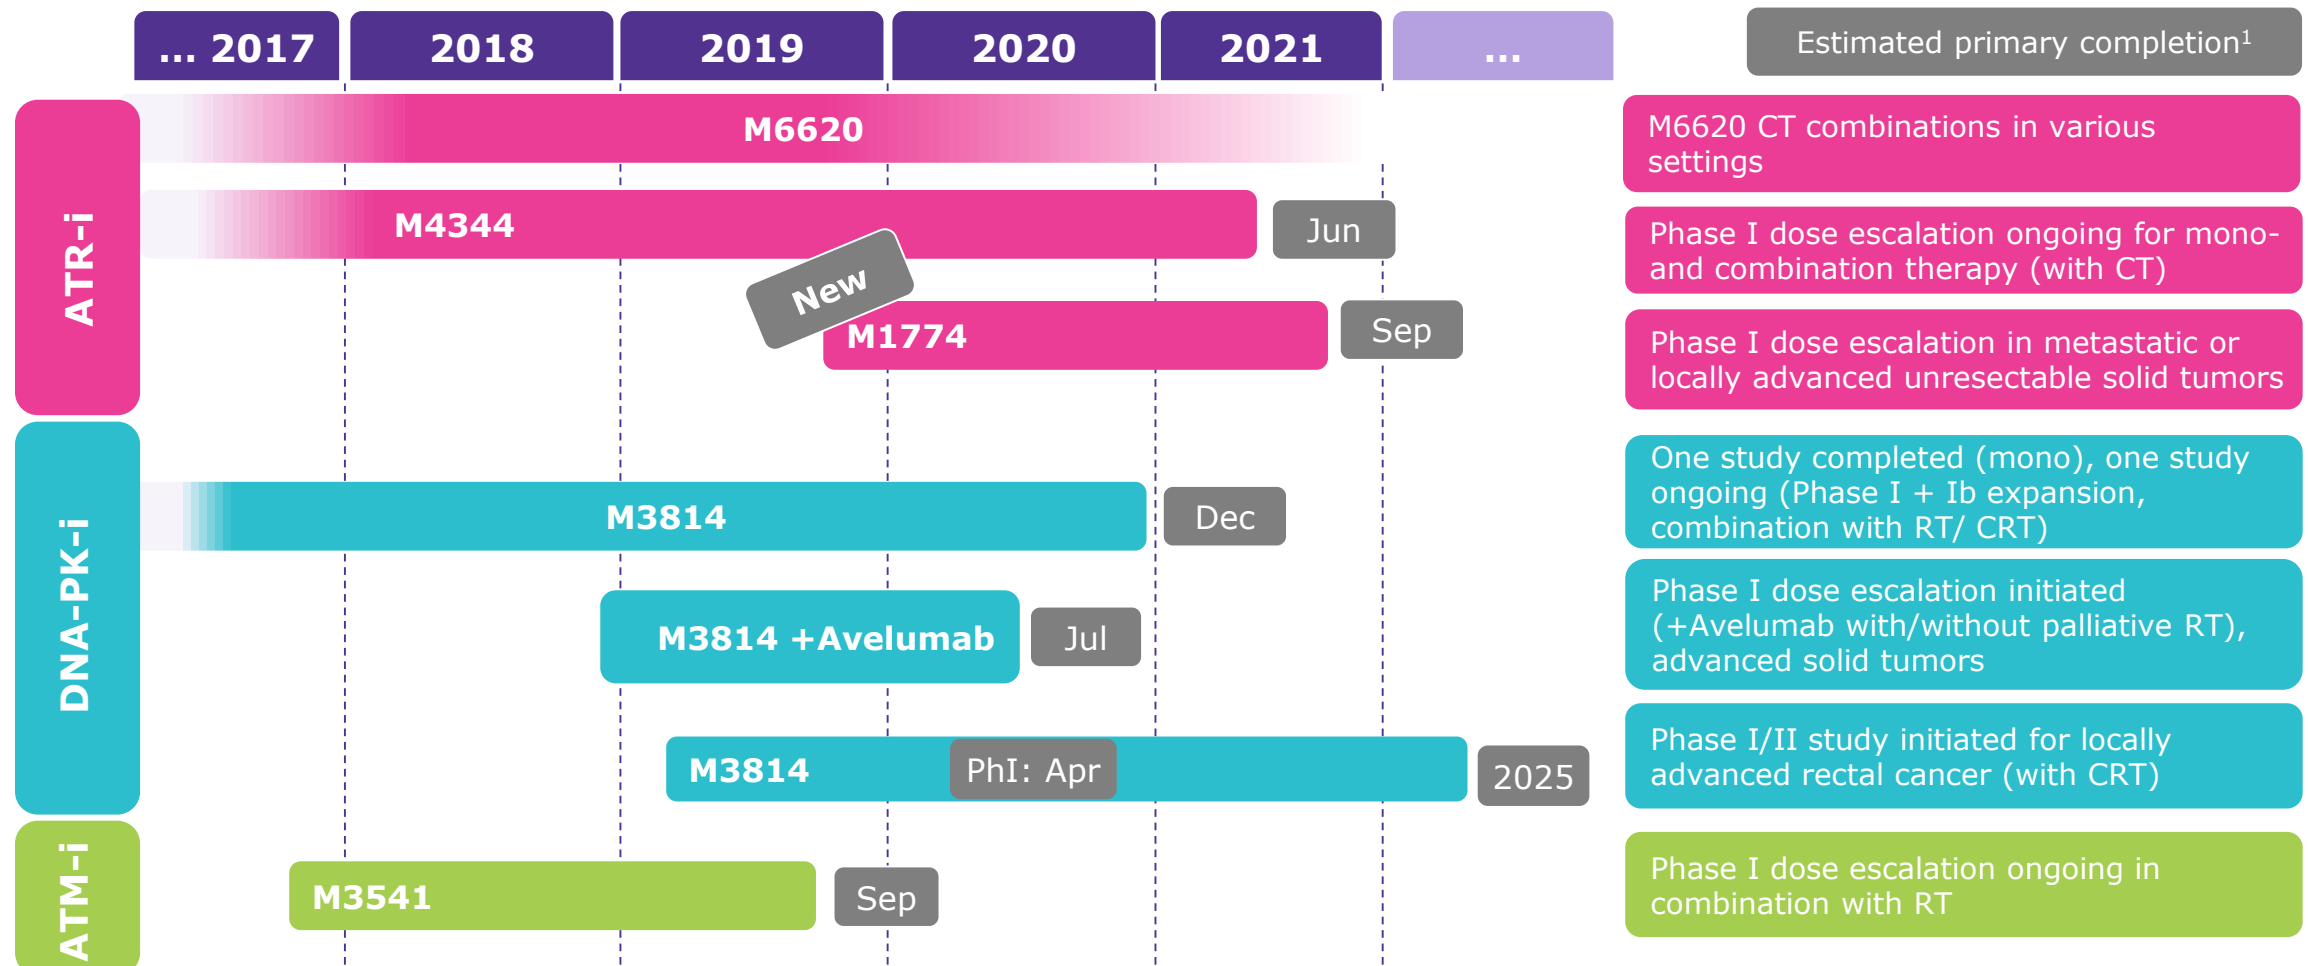 ... 2017
2018
2019
2020
2021
...
Estimated primary completion¹
ATR-i
M6620
M6620 CT combinations in various
settings
M4344
Jun
Phase I dose escalation ongoing for mono-
and combination therapy (with CT)
New
M1774
Sep
Phase I dose escalation in metastatic or
locally advanced unresectable solid tumors
DNA-PK-i
M3814
Dec
One study completed (mono), one study
ongoing (Phase I + Ib expansion,
combination with RT/ CRT)
M3814 +Avelumab
Jul
Phase I dose escalation initiated
(+Avelumab with/without palliative RT),
advanced solid tumors
M3814
PhI: Apr
2025
Phase I/II study initiated for locally
advanced rectal cancer (with CRT)
ATM-i
M3541
Sep
Phase I dose escalation ongoing in
combination with RT